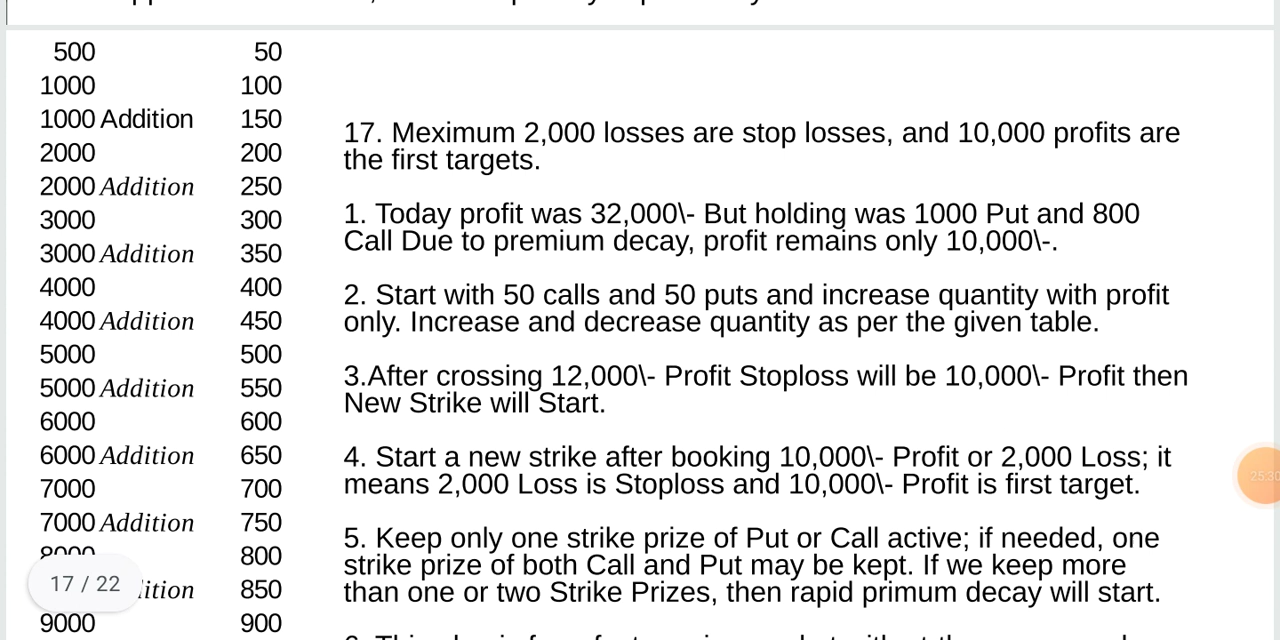 500 50
1000 100
1000 Addition 150
2000 200
2000 Addition 250
3000 300
3000 Addition 350
4000 400
4000 Addition 450
5000 500
5000 Addition 550
6000 600
6000 Addition 650
7000 700
7000 Addition 750
8000 800
850
9000 900
17. Meximum 2,000 losses are stop losses, and 10,000 profits are
the first targets.
1. Today profit was 32,000\- But holding was 1000 Put and 800
Call Due to premium decay, profit remains only 10,000\-.
2. Start with 50 calls and 50 puts and increase quantity with profit
only. Increase and decrease quantity as per the given table.
3.After crossing 12,000\- Profit Stoploss will be 10,000\- Profit then
New Strike will Start.
4. Start a new strike after booking 10,000\- Profit or 2,000 Loss; it
means 2,000 Loss is Stoploss and 10,000\- Profit is first target.
5. Keep only one strike prize of Put or Call active; if needed, one
strike prize of both Call and Put may be kept. If we keep more
than one or two Strike Prizes, then rapid primum decay will start.
17 / 22
25:30